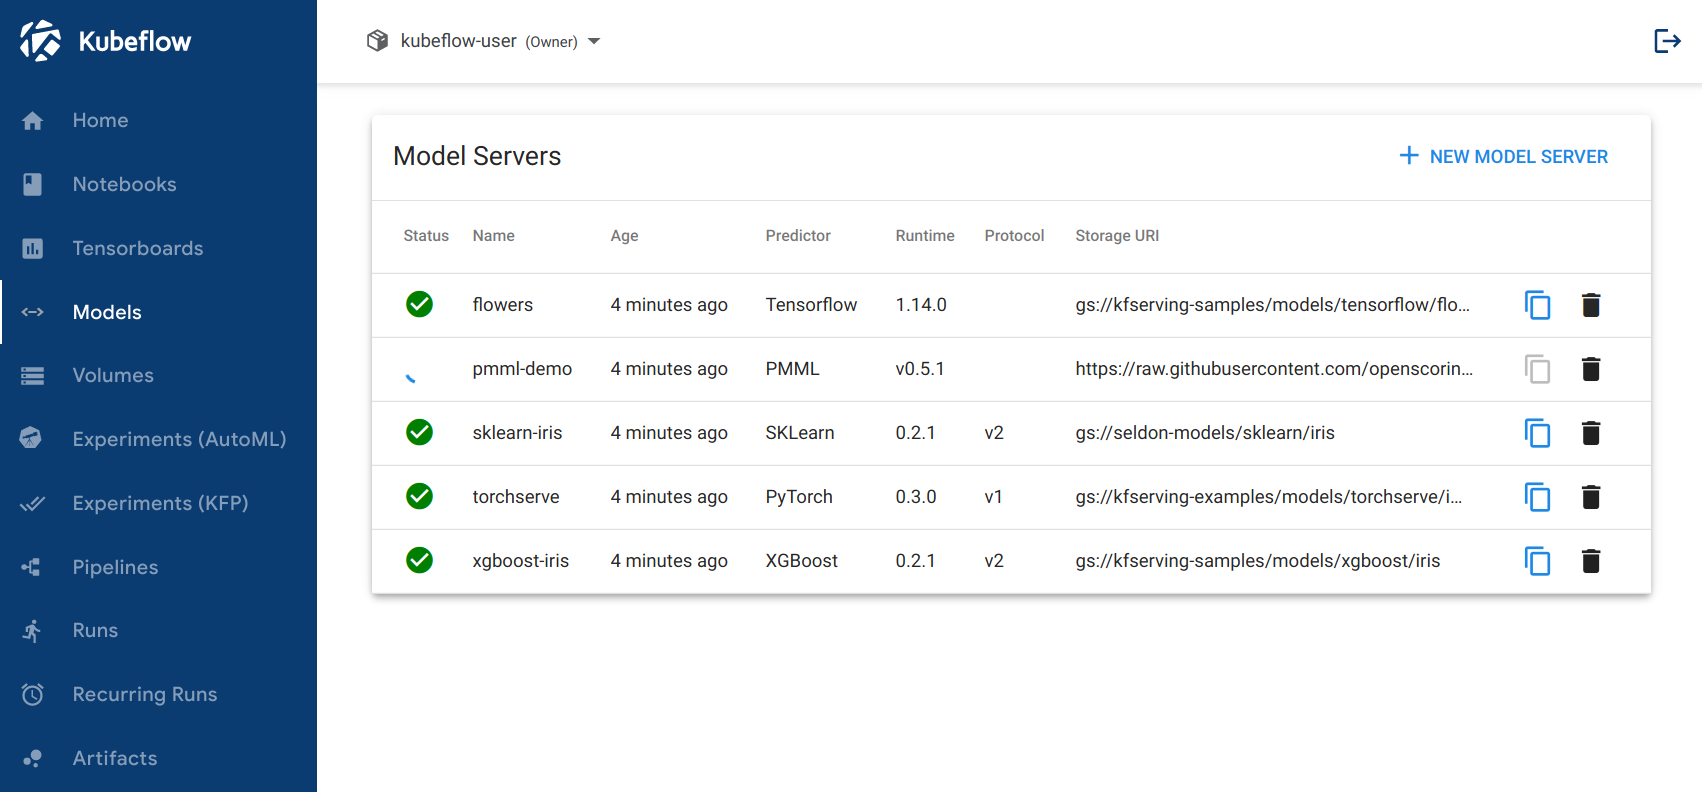 Kubeflow
kubeflow-user (Owner)
Home
Notebooks
Tensorboards
Models
Volumes
Experiments (AutoML)
Experiments (KFP)
Pipelines
Runs
Recurring Runs
Artifacts
Model Servers
NEW MODEL SERVER
Status Name Age Predictor Runtime Protocol Storage URI
flowers 4 minutes ago Tensorflow 1.14.0 gs://kfserving-samples/models/tensorflow/flo...
pmml-demo 4 minutes ago PMML v0.5.1 https://raw.githubusercontent.com/openscorin...
sklearn-iris 4 minutes ago SKLearn 0.2.1 v2 gs://seldon-models/sklearn/iris
torchserve 4 minutes ago PyTorch 0.3.0 v1 gs://kfserving-examples/models/torchserve/i...
xgboost-iris 4 minutes ago XGBoost 0.2.1 v2 gs://kfserving-samples/models/xgboost/iris